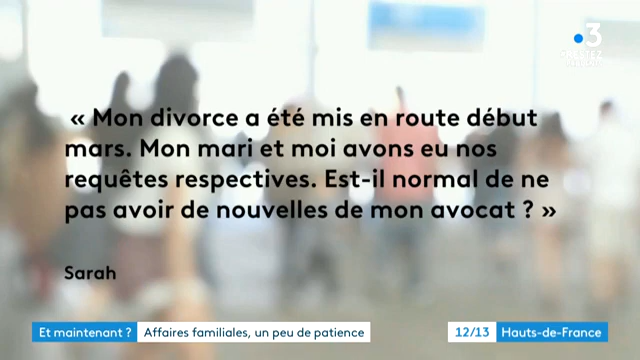 3
« Mon divorce a été mis en route début
mars. Mon mari et moi avons eu nos
requêtes respectives. Est-il normal de ne
pas avoir de nouvelles de mon avocat ? »
Sarah
Et maintenant ? Affaires familiales, un peu de patience 12/13 Hauts-de-France